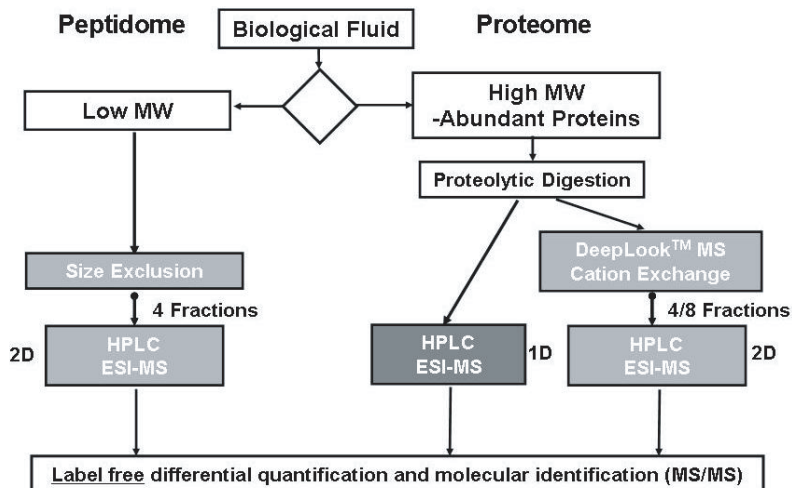 Peptidome
Biological Fluid
Proteome
Low MW
High MW
-Abundant Proteins
Proteolytic Digestion
Size Exclusion
DeepLook™ MS
Cation Exchange
4 Fractions
4/8 Fractions
2D
HPLC
ESI-MS
HPLC
ESI-MS
1D
HPLC
ESI-MS
2D
Label free differential quantification and molecular identification (MS/MS)